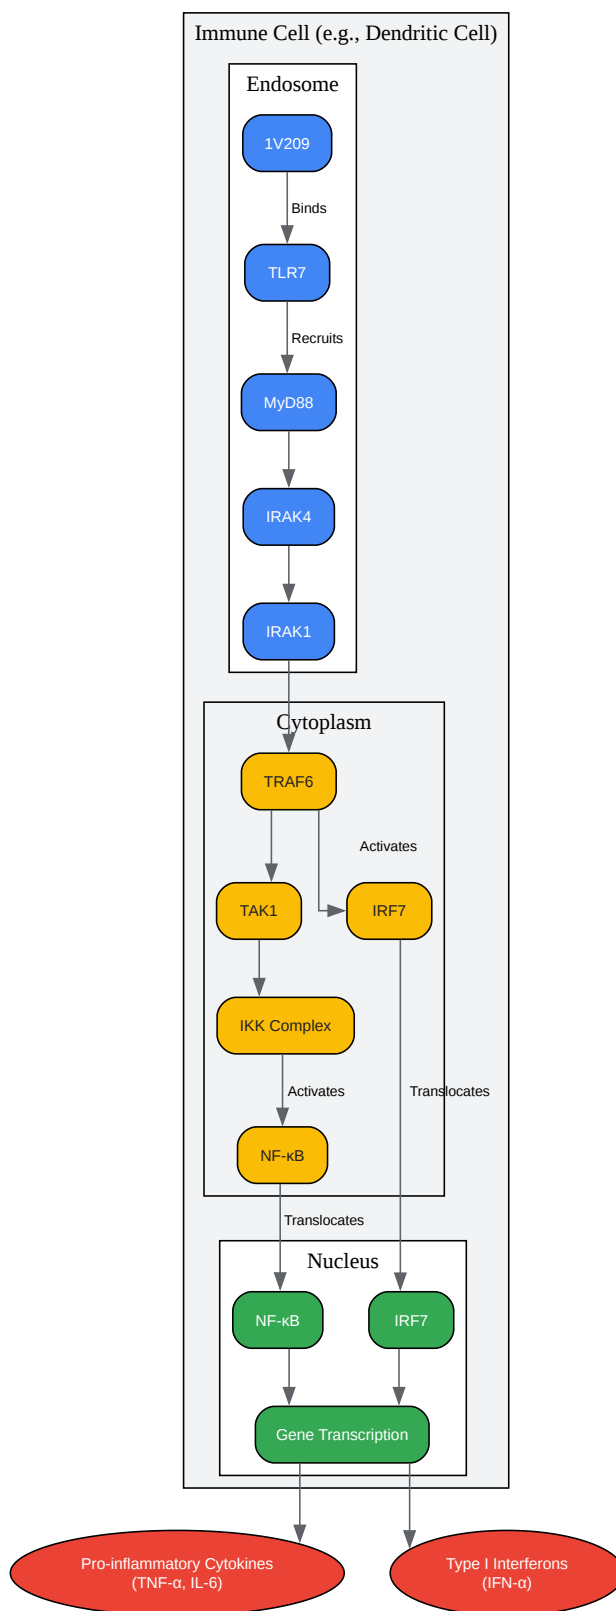 Immune Cell (e.g., Dendritic Cell)
Endosome
1V209
Binds
TLR7
Recruits
MyD88
IRAK4
IRAK1
Cytoplasm
TRAF6
Activates
TAK1
IRF7
IKK Complex
Activates
Translocates
NF-κB
Translocates
Nucleus
NF-κB
IRF7
Gene Transcription
Pro-inflammatory Cytokines
(TNF-α, IL-6)
Type I Interferons
(IFN-α)